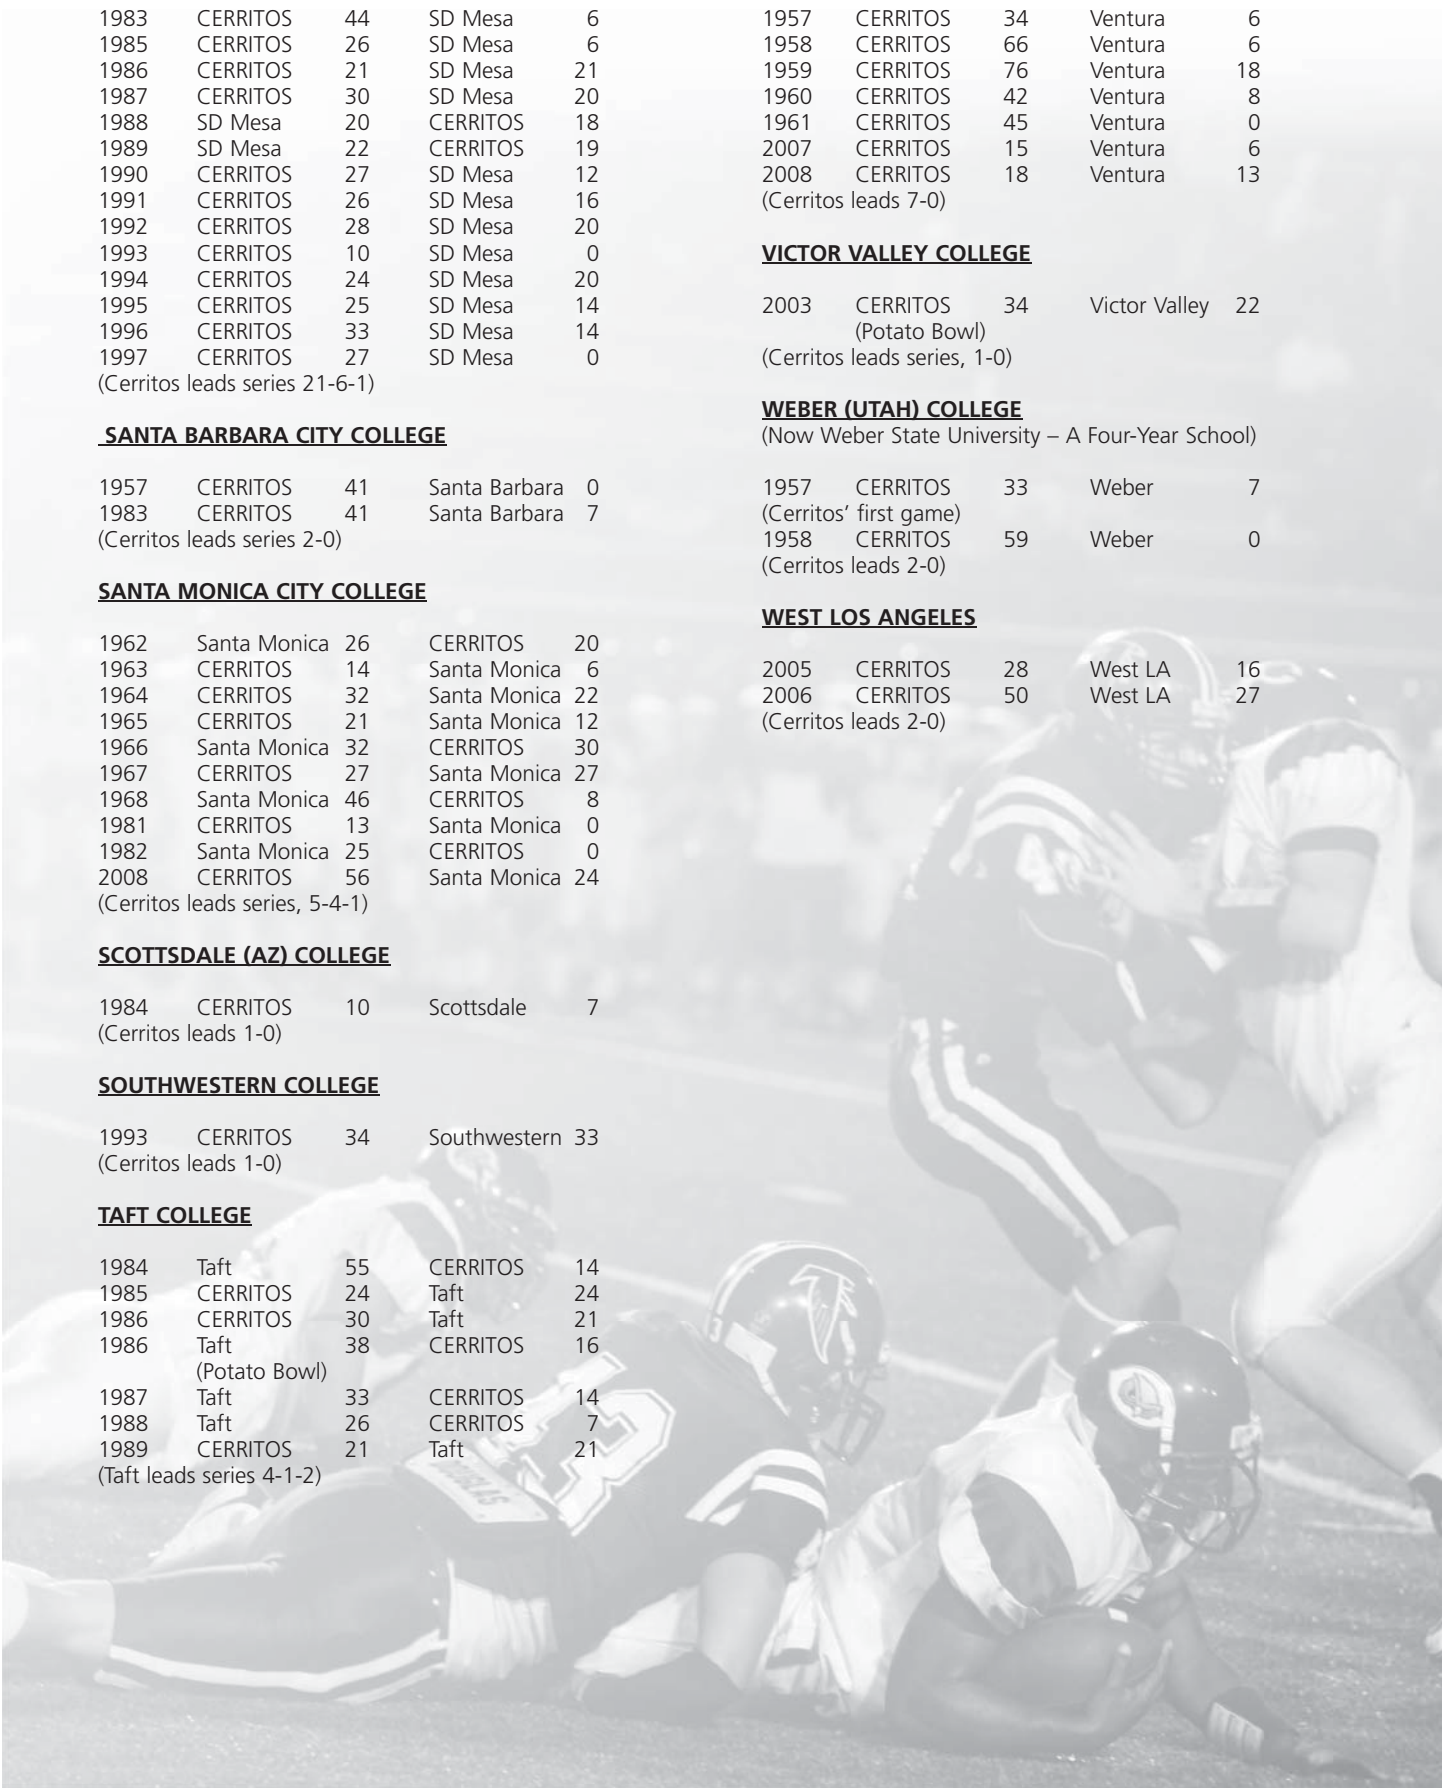 1983 CERRITOS 44 SD Mesa 6
1985 CERRITOS 26 SD Mesa 6
1986 CERRITOS 21 SD Mesa 21
1987 CERRITOS 30 SD Mesa 20
1988 SD Mesa 20 CERRITOS 18
1989 SD Mesa 22 CERRITOS 19
1990 CERRITOS 27 SD Mesa 12
1991 CERRITOS 26 SD Mesa 16
1992 CERRITOS 28 SD Mesa 20
1993 CERRITOS 10 SD Mesa 0
1994 CERRITOS 24 SD Mesa 20
1995 CERRITOS 25 SD Mesa 14
1996 CERRITOS 33 SD Mesa 14
1997 CERRITOS 27 SD Mesa 0
(Cerritos leads series 21-6-1)
SANTA BARBARA CITY COLLEGE
1957 CERRITOS 41 Santa Barbara 0
1983 CERRITOS 41 Santa Barbara 7
(Cerritos leads series 2-0)
SANTA MONICA CITY COLLEGE
1962 Santa Monica 26 CERRITOS 20
1963 CERRITOS 14 Santa Monica 6
1964 CERRITOS 32 Santa Monica 22
1965 CERRITOS 21 Santa Monica 12
1966 Santa Monica 32 CERRITOS 30
1967 CERRITOS 27 Santa Monica 27
1968 Santa Monica 46 CERRITOS 8
1981 CERRITOS 13 Santa Monica 0
1982 Santa Monica 25 CERRITOS 0
2008 CERRITOS 56 Santa Monica 24
(Cerritos leads series, 5-4-1)
SCOTTSDALE (AZ) COLLEGE
1984 CERRITOS 10 Scottsdale 7
(Cerritos leads 1-0)
SOUTHWESTERN COLLEGE
1993 CERRITOS 34 Southwestern 33
(Cerritos leads 1-0)
TAFT COLLEGE
1984 Taft 55 CERRITOS 14
1985 CERRITOS 24 Taft 24
1986 CERRITOS 30 Taft 21
1986 Taft 38 CERRITOS 16
(Potato Bowl)
1987 Taft 33 CERRITOS 14
1988 Taft 26 CERRITOS 7
1989 CERRITOS 21 Taft 21
(Taft leads series 4-1-2)
1957 CERRITOS 34 Ventura 6
1958 CERRITOS 66 Ventura 6
1959 CERRITOS 76 Ventura 18
1960 CERRITOS 42 Ventura 8
1961 CERRITOS 45 Ventura 0
2007 CERRITOS 15 Ventura 6
2008 CERRITOS 18 Ventura 13
(Cerritos leads 7-0)
VICTOR VALLEY COLLEGE
2003 CERRITOS 34 Victor Valley 22
(Potato Bowl)
(Cerritos leads series, 1-0)
WEBER (UTAH) COLLEGE
(Now Weber State University – A Four-Year School)
1957 CERRITOS 33 Weber 7
(Cerritos’ first game)
1958 CERRITOS 59 Weber 0
(Cerritos leads 2-0)
WEST LOS ANGELES
2005 CERRITOS 28 West LA 16
2006 CERRITOS 50 West LA 27
(Cerritos leads 2-0)